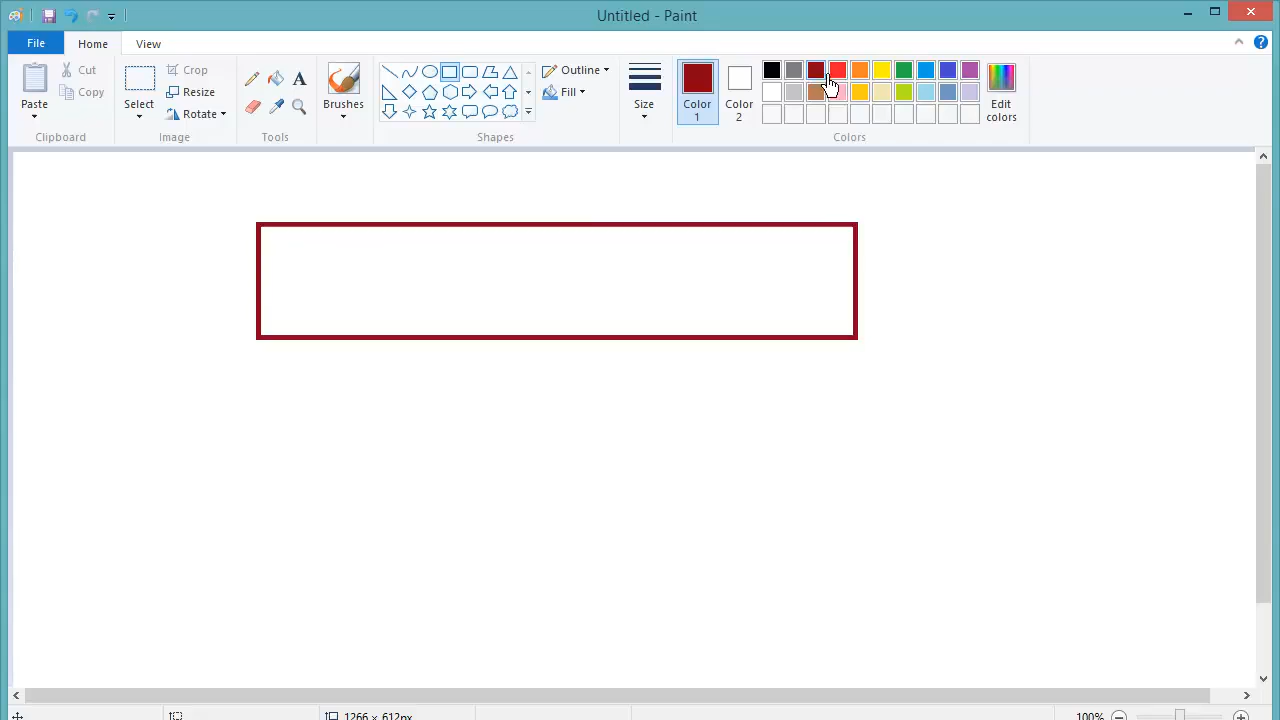 Untitled - Paint
File Home View
Paste Cut Copy Clipboard
Select Crop Resize Rotate Image
A
Tools
Brushes
Outline Fill Shapes
Size
Color 1
Color 2
Edit colors
Colors
1266 × 612px
100%